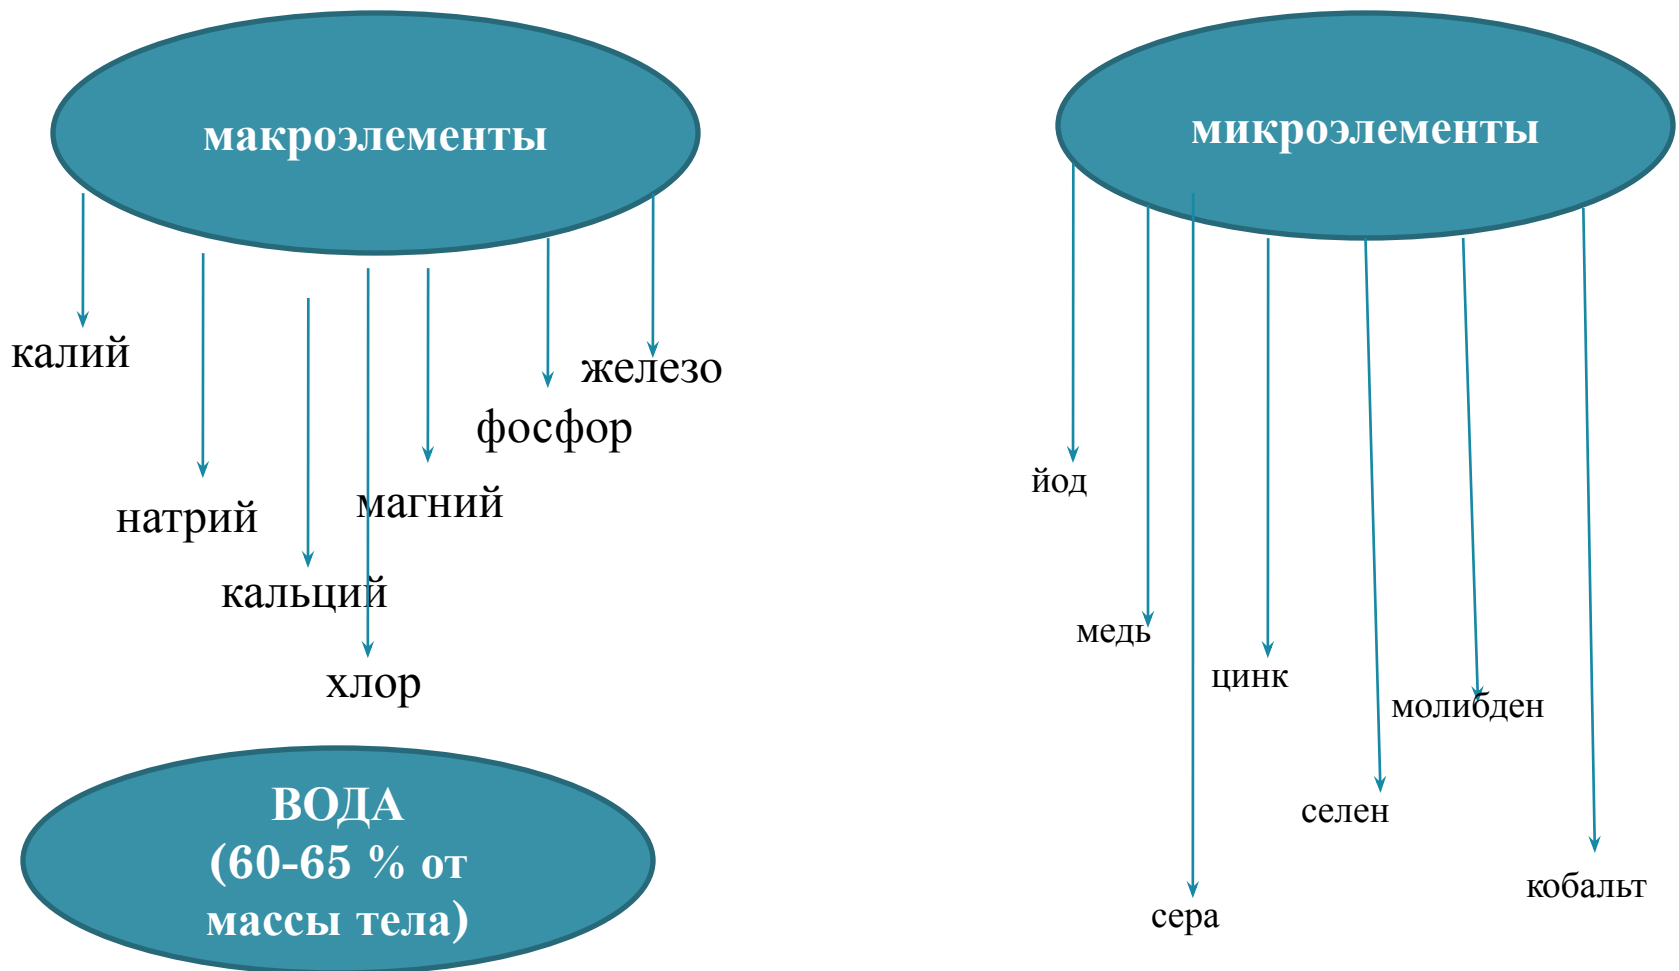 макроэлементы
микроэлементы
калий
железо
фосфор
йод
магний
натрий
кальций
медь
цинк
хлор
молибден
ВОДА
(60-65 % от
массы тела)
селен
кобальт
сера